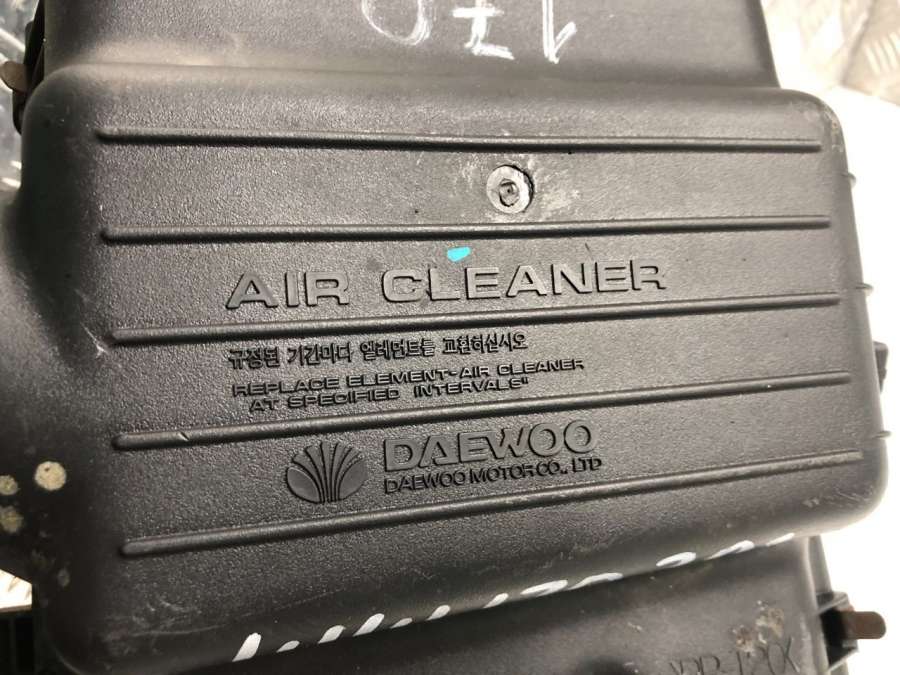 AIR CLEANER
규정된 기간마다 엘레먼트를 교환하십시오
REPLACE ELEMENT-AIR CLEANER
AT SPECIFIED INTERVALS"
DAEWOO
DAEWOO MOTOR CO., LTD